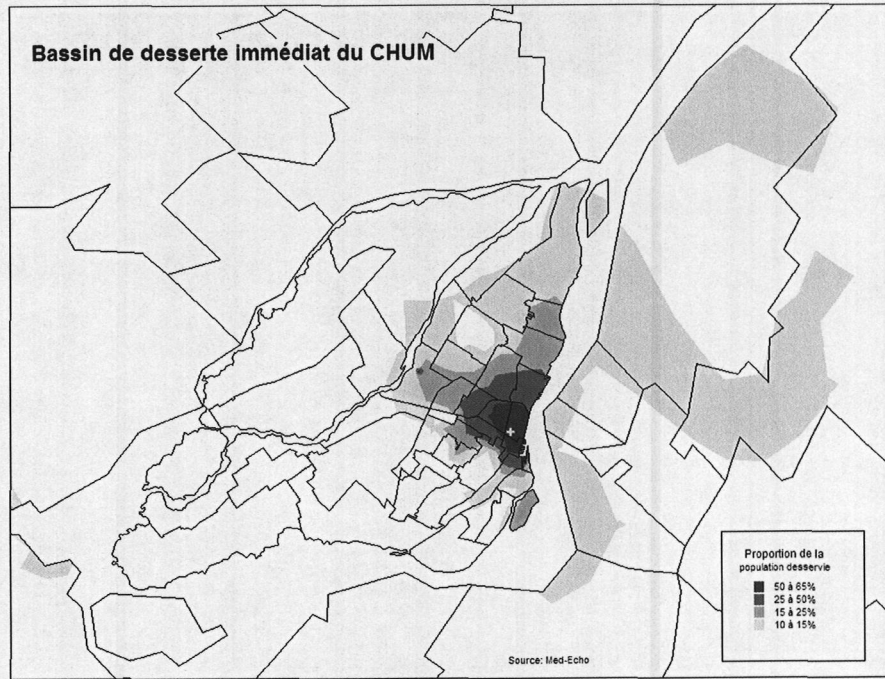 Bassin de desserte immédiat du CHUM
Proportion de la
population desservie
50 à 65%
25 à 50%
15 à 25%
10 à 15%
Source: Med-Echo